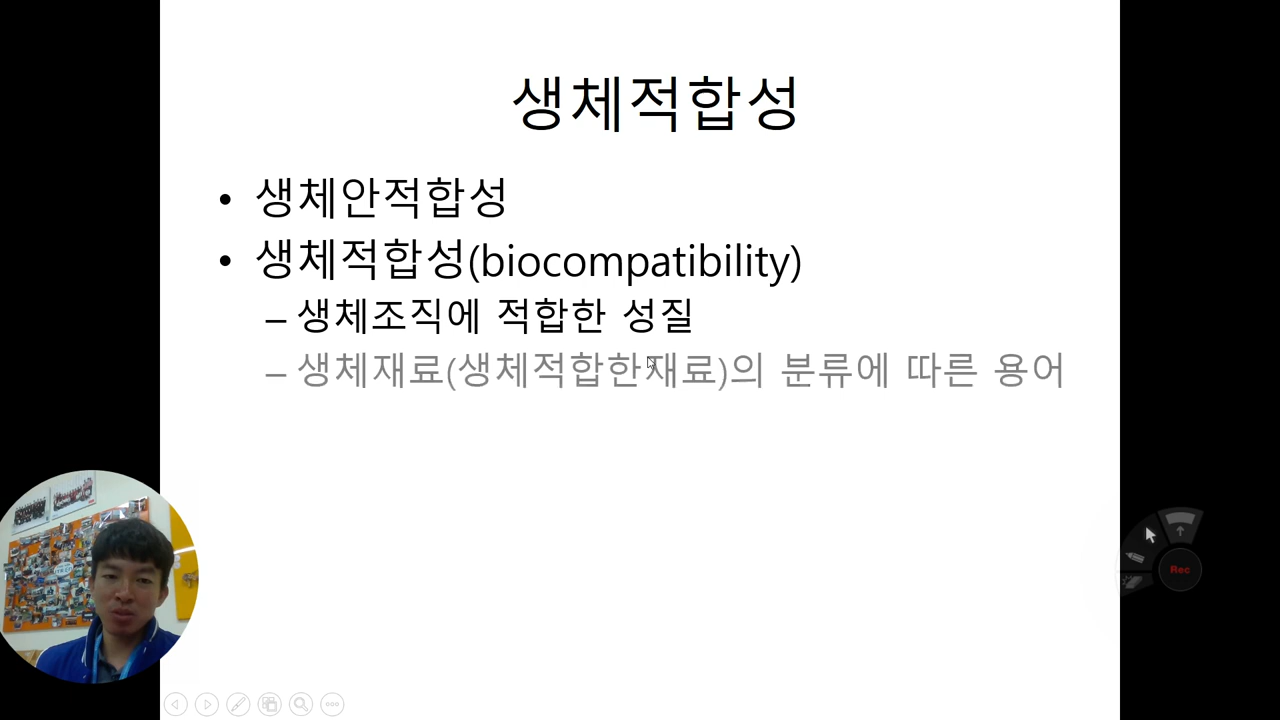 생체적합성
• 생체안적합성
• 생체적합성(biocompatibility)
– 생체조직에 적합한 성질
– 생체재료(생체적합한재료)의 분류에 따른 용어
Rec